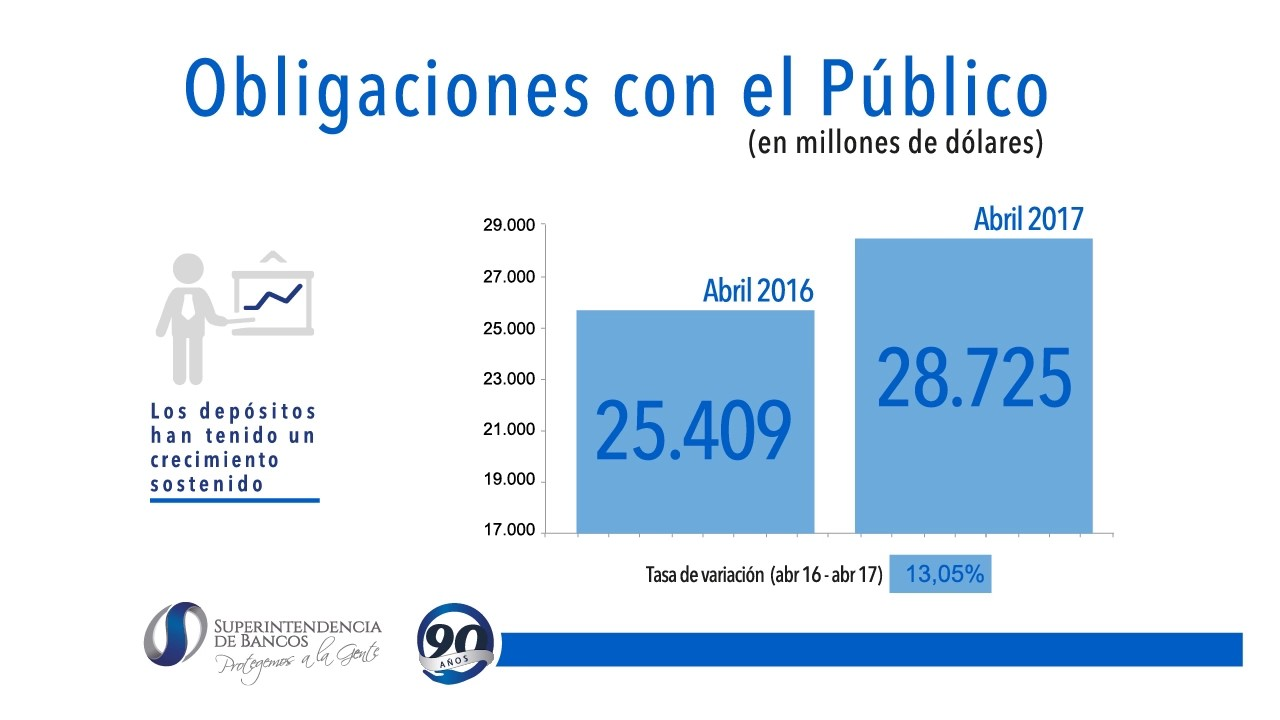 Obligaciones con el Público
(en millones de dólares)
Los depósitos
han tenido un
crecimiento
sostenido
29.000
27.000
25.000
23.000
21.000
19.000
17.000
Abril 2016
25.409
Abril 2017
28.725
Tasa de variación (abr 16 - abr 17) 13,05%
SUPERINTENDENCIA
DE BANCOS
Protegemos a la Gente
90
AÑOS